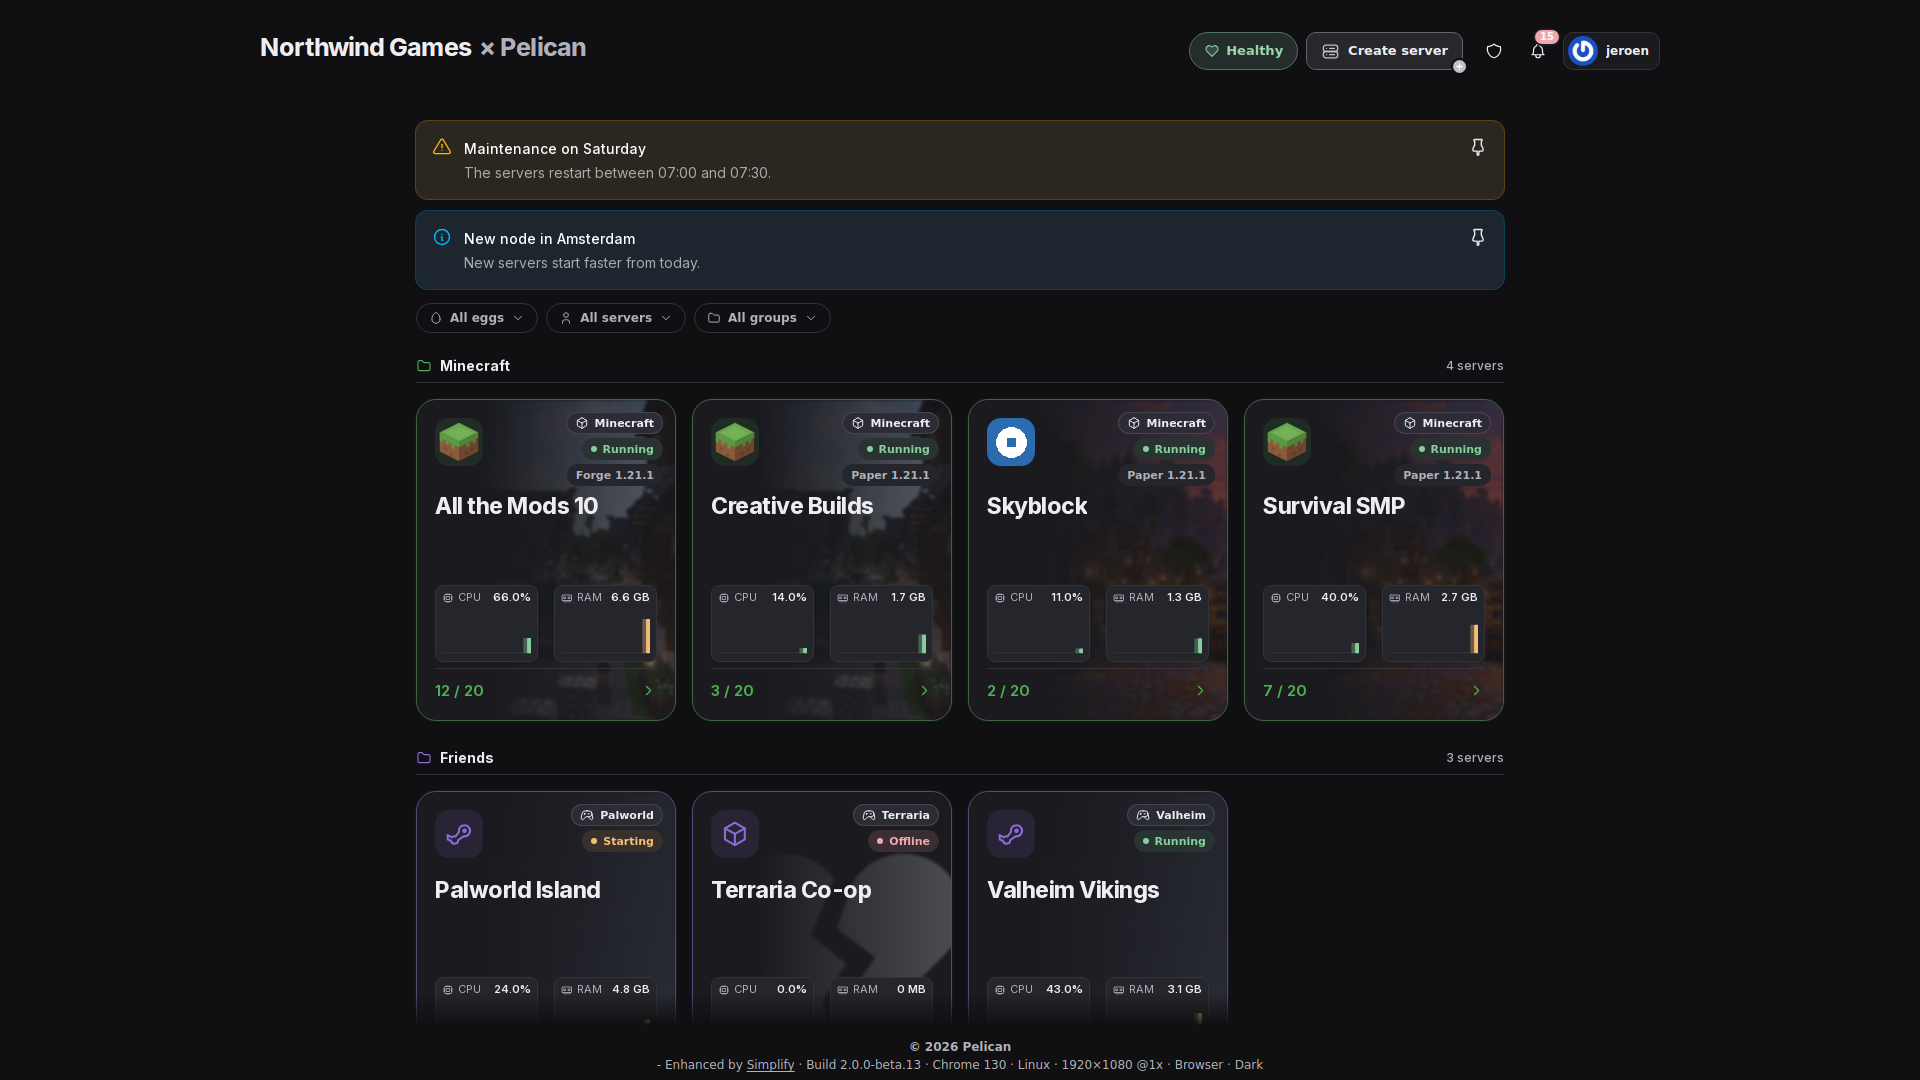 Northwind Games × Pelican
Healthy
Create server
15
jeroen
Maintenance on Saturday
The servers restart between 07:00 and 07:30.
New node in Amsterdam
New servers start faster from today.
All eggs
All servers
All groups
Minecraft
4 servers
Minecraft
Running
Forge 1.21.1
All the Mods 10
CPU 66.0%
RAM 6.6 GB
12 / 20
Minecraft
Running
Paper 1.21.1
Creative Builds
CPU 14.0%
RAM 1.7 GB
3 / 20
Minecraft
Running
Paper 1.21.1
Skyblock
CPU 11.0%
RAM 1.3 GB
2 / 20
Minecraft
Running
Paper 1.21.1
Survival SMP
CPU 40.0%
RAM 2.7 GB
7 / 20
Friends
3 servers
Palworld
Starting
Palworld Island
CPU 24.0%
RAM 4.8 GB
Terraria
Offline
Terraria Co-op
CPU 0.0%
RAM 0 MB
Valheim
Running
Valheim Vikings
CPU 43.0%
RAM 3.1 GB
© 2026 Pelican
- Enhanced by Simplify · Build 2.0.0-beta.13 · Chrome 130 · Linux · 1920×1080 @1x · Browser · Dark